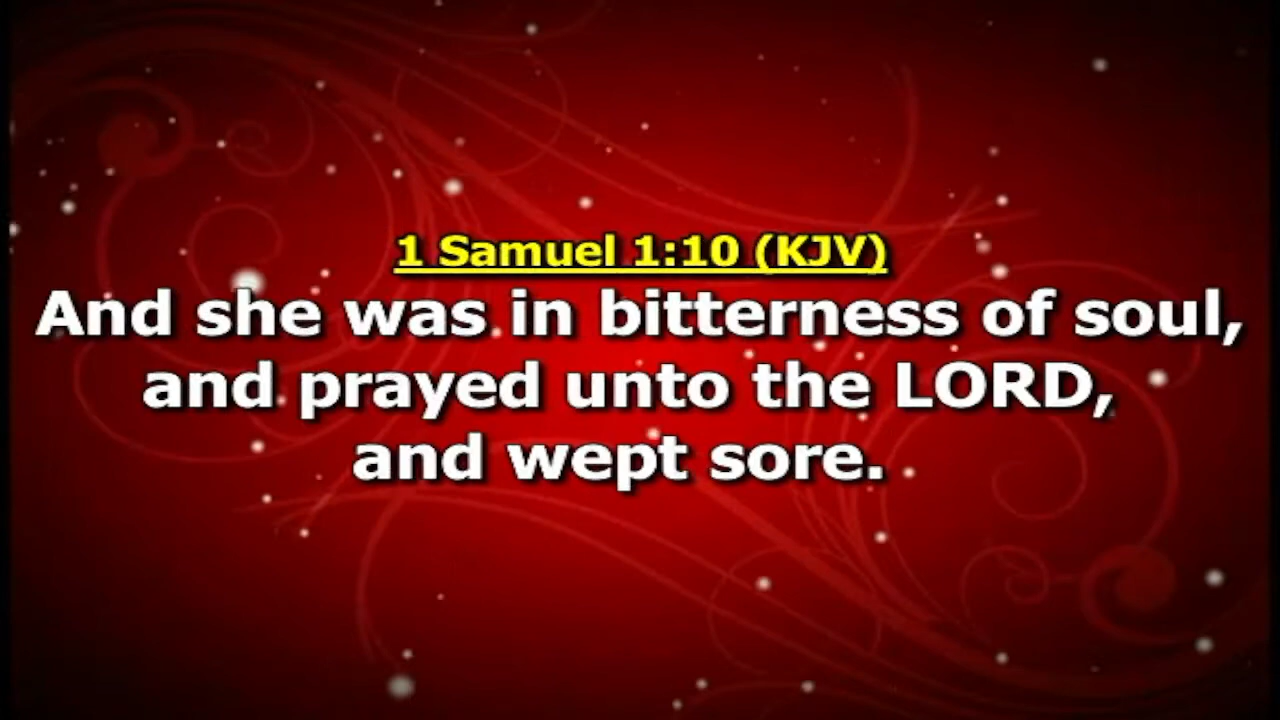 1 Samuel 1:10 (KJV)
And she was in bitterness of soul,
and prayed unto the LORD,
and wept sore.